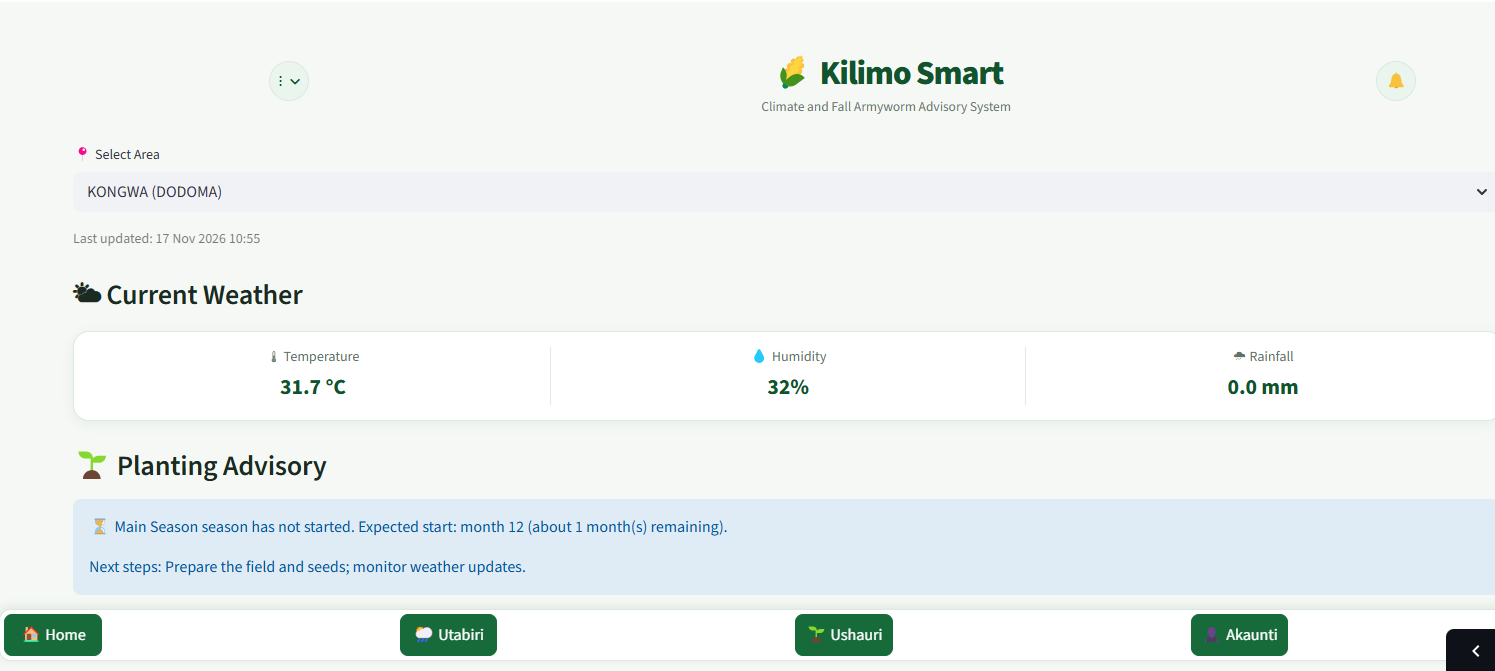 Kilimo Smart
Climate and Fall Armyworm Advisory System
Select Area
KONGWA (DODOMA)
Last updated: 17 Nov 2026 10:55
Current Weather
Temperature
31.7 °C
Humidity
32%
Rainfall
0.0 mm
Planting Advisory
Main Season season has not started. Expected start: month 12 (about 1 month(s) remaining).
Next steps: Prepare the field and seeds; monitor weather updates.
Home
Utabiri
Ushauri
Akaunti